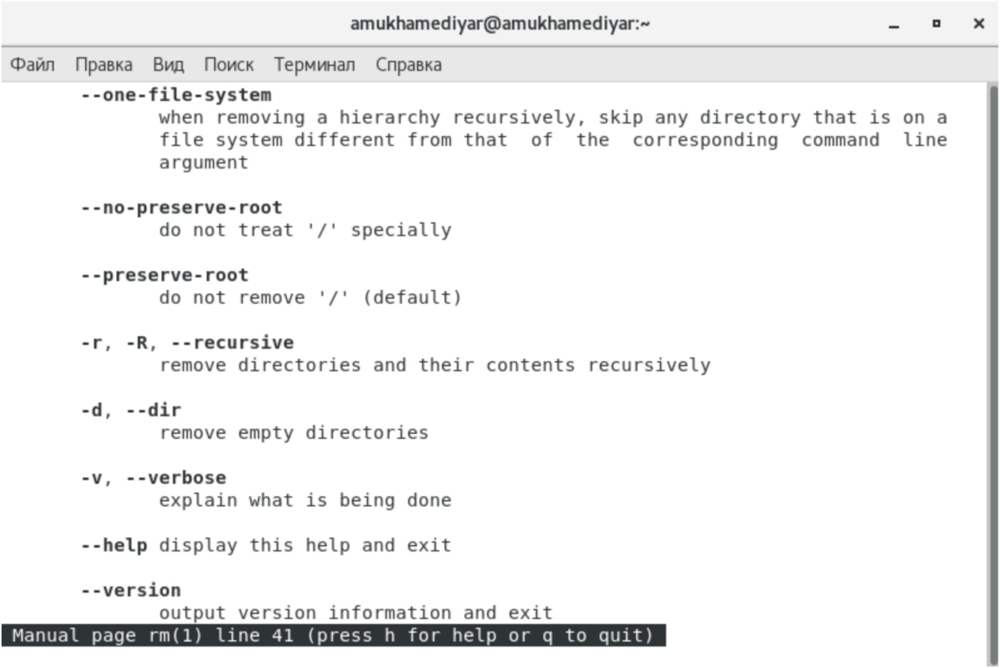 amukhamediyar@amukhamediyar:~
Файл Правка Вид Поиск Терминал Справка
--one-file-system
when removing a hierarchy recursively, skip any directory that is on a
file system different from that of the corresponding command line
argument
--no-preserve-root
do not treat '/' specially
--preserve-root
do not remove '/' (default)
-r, -R, --recursive
remove directories and their contents recursively
-d, --dir
remove empty directories
-v, --verbose
explain what is being done
--help display this help and exit
--version
output version information and exit
Manual page rm(1) line 41 (press h for help or q to quit)